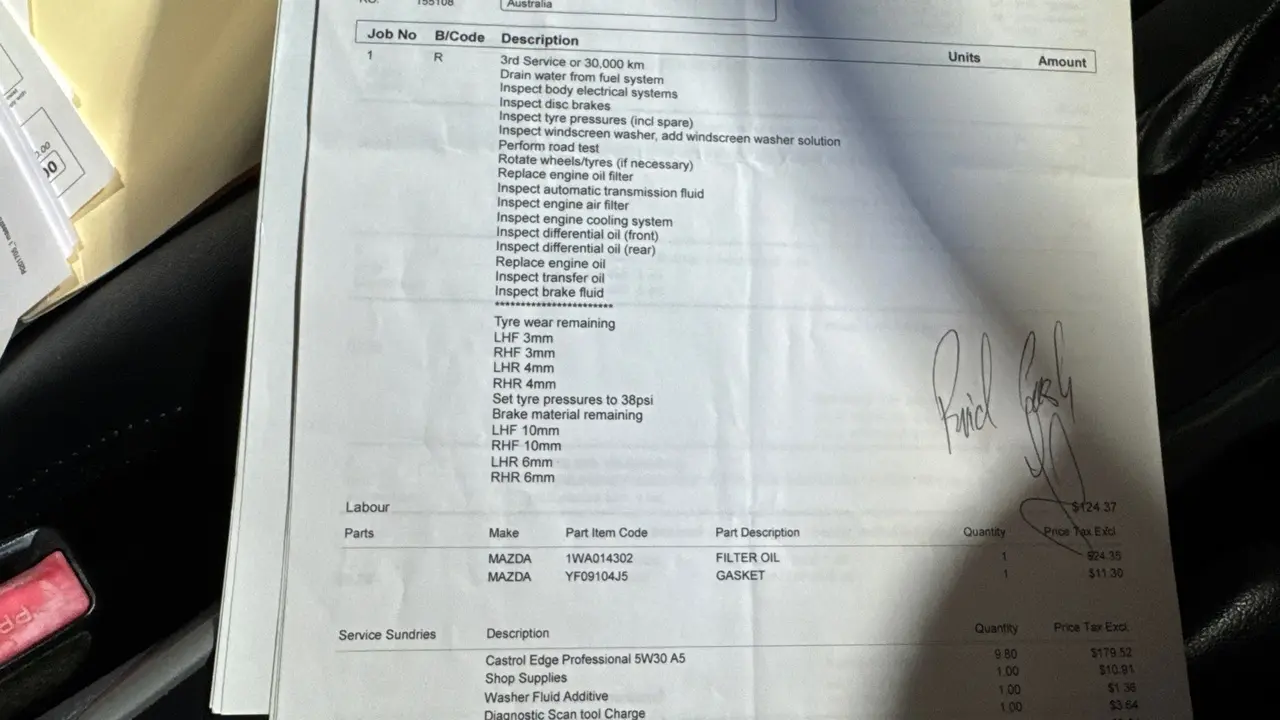 155108
Australia
Job No B/Code Description Units Amount
1 R 3rd Service or 30,000 km
Drain water from fuel system
Inspect body electrical systems
Inspect disc brakes
Inspect tyre pressures (incl spare)
Inspect windscreen washer, add windscreen washer solution
Perform road test
Rotate wheels/tyres (if necessary)
Replace engine oil filter
Inspect automatic transmission fluid
Inspect engine air filter
Inspect engine cooling system
Inspect differential oil (front)
Inspect differential oil (rear)
Replace engine oil
Inspect transfer oil
Inspect brake fluid
***********************
Tyre wear remaining
LHF 3mm
RHF 3mm
LHR 4mm
RHR 4mm
Set tyre pressures to 38psi
Brake material remaining
LHF 10mm
RHF 10mm
LHR 6mm
RHR 6mm
Labour $124.37
Parts Make Part Item Code Part Description Quantity Price Tax Excl.
MAZDA 1WA014302 FILTER OIL 1 $24.35
MAZDA YF09104J5 GASKET 1 $11.30
Service Sundries Description Quantity Price Tax Excl.
Castrol Edge Professional 5W30 A5 9.80 $179.52
Shop Supplies 1.00 $10.91
Washer Fluid Additive 1.00 $1.36
Diagnostic Scan tool Charge 1.00 $3.64